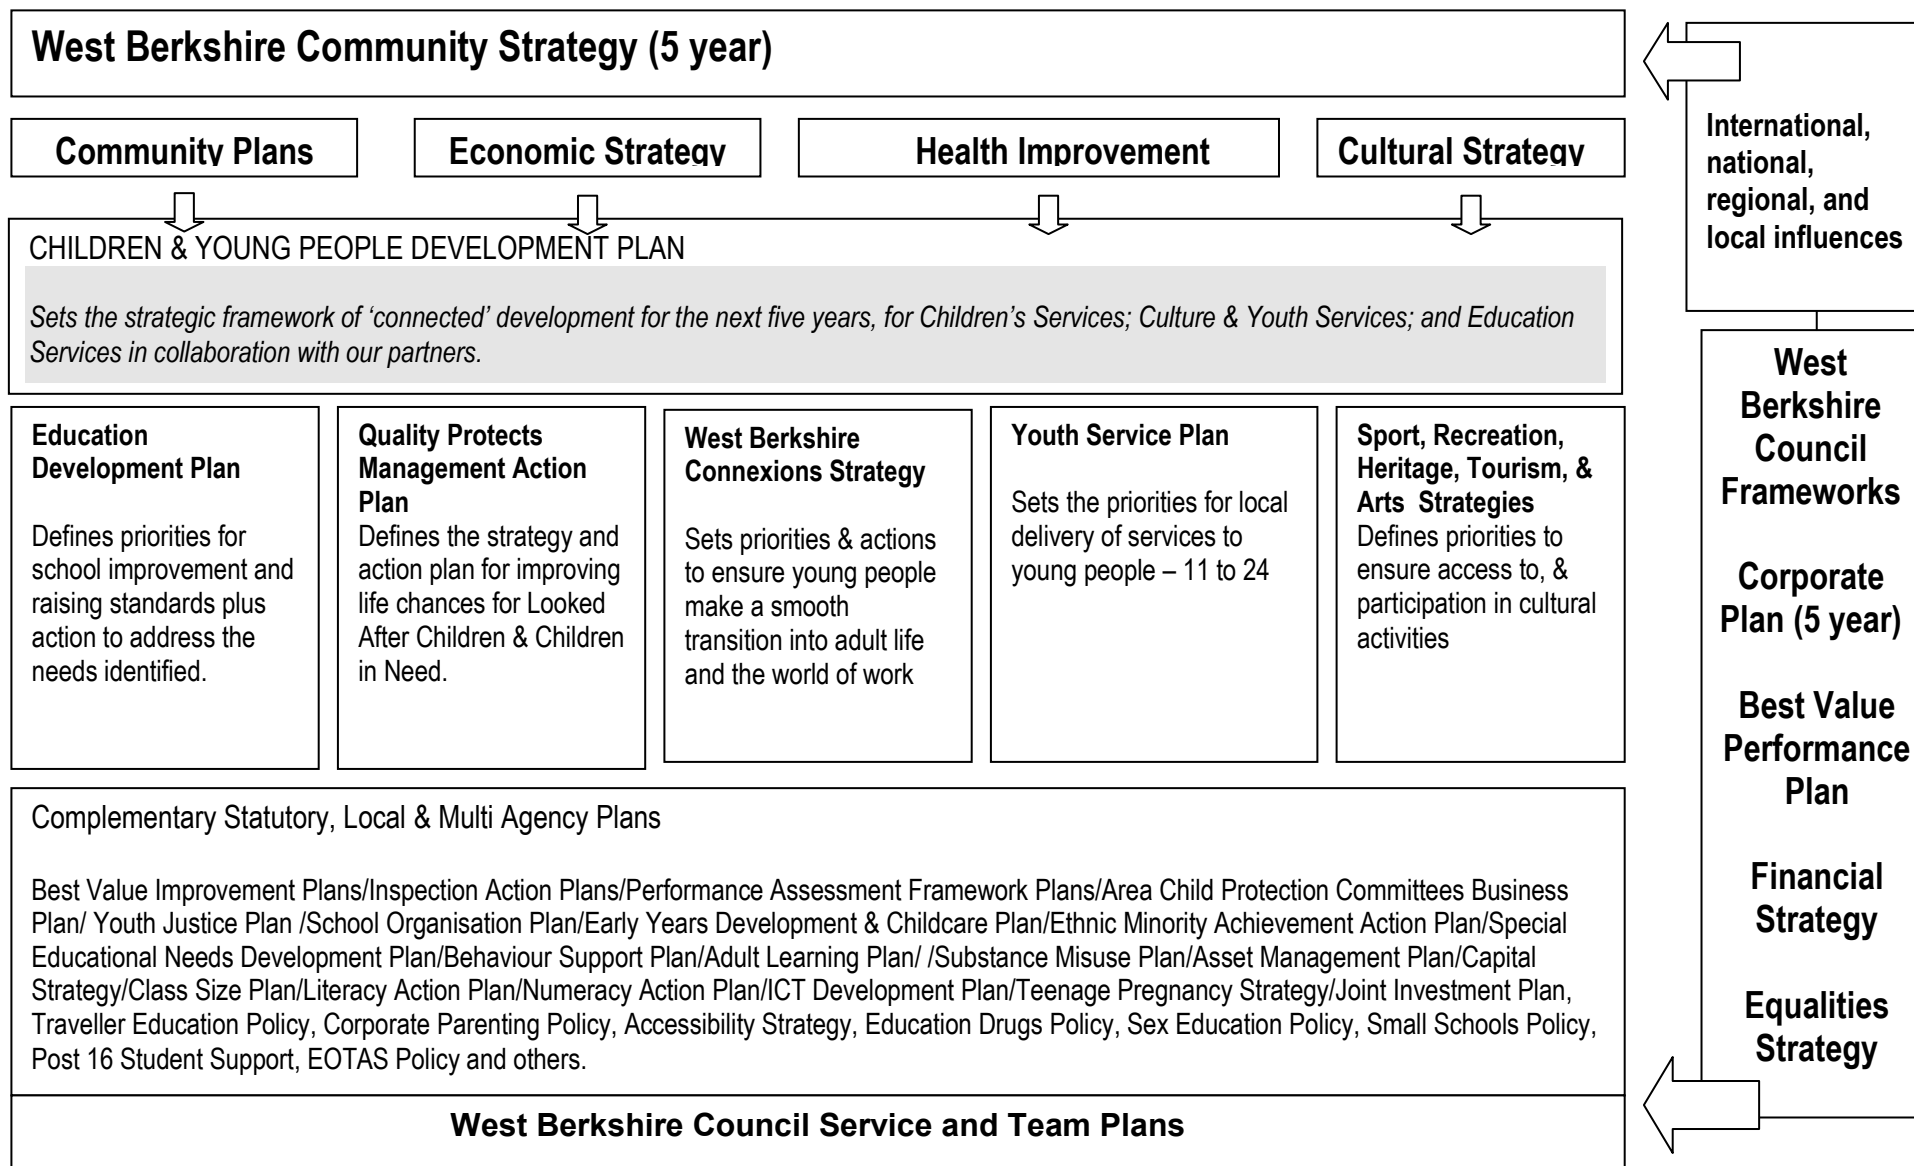 West Berkshire Community Strategy (5 year)
Community Plans
Economic Strategy
Health Improvement
Cultural Strategy
International,
national,
regional, and
local influences
CHILDREN & YOUNG PEOPLE DEVELOPMENT PLAN
Sets the strategic framework of ‘connected’ development for the next five years, for Children’s Services; Culture & Youth Services; and Education
Services in collaboration with our partners.
Education
Development Plan
Defines priorities for
school improvement and
raising standards plus
action to address the
needs identified.
Quality Protects
Management Action
Plan
Defines the strategy and
action plan for improving
life chances for Looked
After Children & Children
in Need.
West Berkshire
Connexions Strategy
Sets priorities & actions
to ensure young people
make a smooth
transition into adult life
and the world of work
Youth Service Plan
Sets the priorities for local
delivery of services to
young people – 11 to 24
Sport, Recreation,
Heritage, Tourism, &
Arts Strategies
Defines priorities to
ensure access to, &
participation in cultural
activities
West
Berkshire
Council
Frameworks
Corporate
Plan (5 year)
Best Value
Performance
Plan
Financial
Strategy
Equalities
Strategy
Complementary Statutory, Local & Multi Agency Plans
Best Value Improvement Plans/Inspection Action Plans/Performance Assessment Framework Plans/Area Child Protection Committees Business
Plan/ Youth Justice Plan /School Organisation Plan/Early Years Development & Childcare Plan/Ethnic Minority Achievement Action Plan/Special
Educational Needs Development Plan/Behaviour Support Plan/Adult Learning Plan/ /Substance Misuse Plan/Asset Management Plan/Capital
Strategy/Class Size Plan/Literacy Action Plan/Numeracy Action Plan/ICT Development Plan/Teenage Pregnancy Strategy/Joint Investment Plan,
Traveller Education Policy, Corporate Parenting Policy, Accessibility Strategy, Education Drugs Policy, Sex Education Policy, Small Schools Policy,
Post 16 Student Support, EOTAS Policy and others.
West Berkshire Council Service and Team Plans